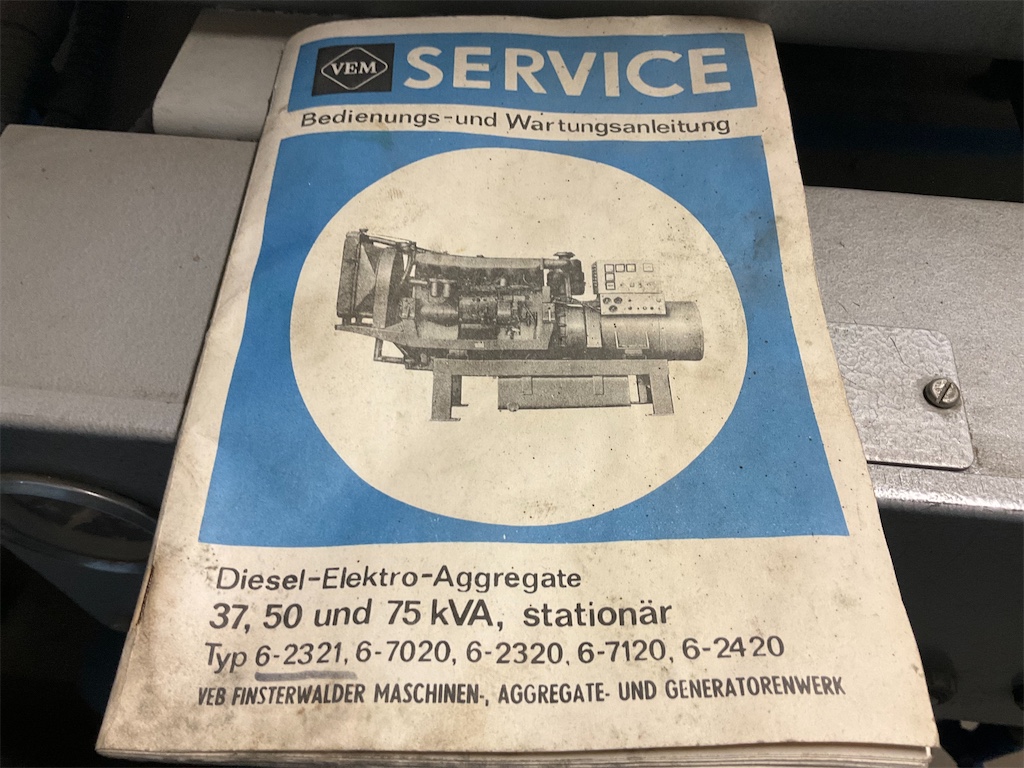 VEM SERVICE
Bedienungs-und Wartungsanleitung
Diesel-Elektro-Aggregate
37, 50 und 75 kVA, stationär
Typ 6-2321, 6-7020, 6-2320, 6-7120, 6-2420
VEB FINSTERWALDER MASCHINEN-, AGGREGATE- UND GENERATORENWERK